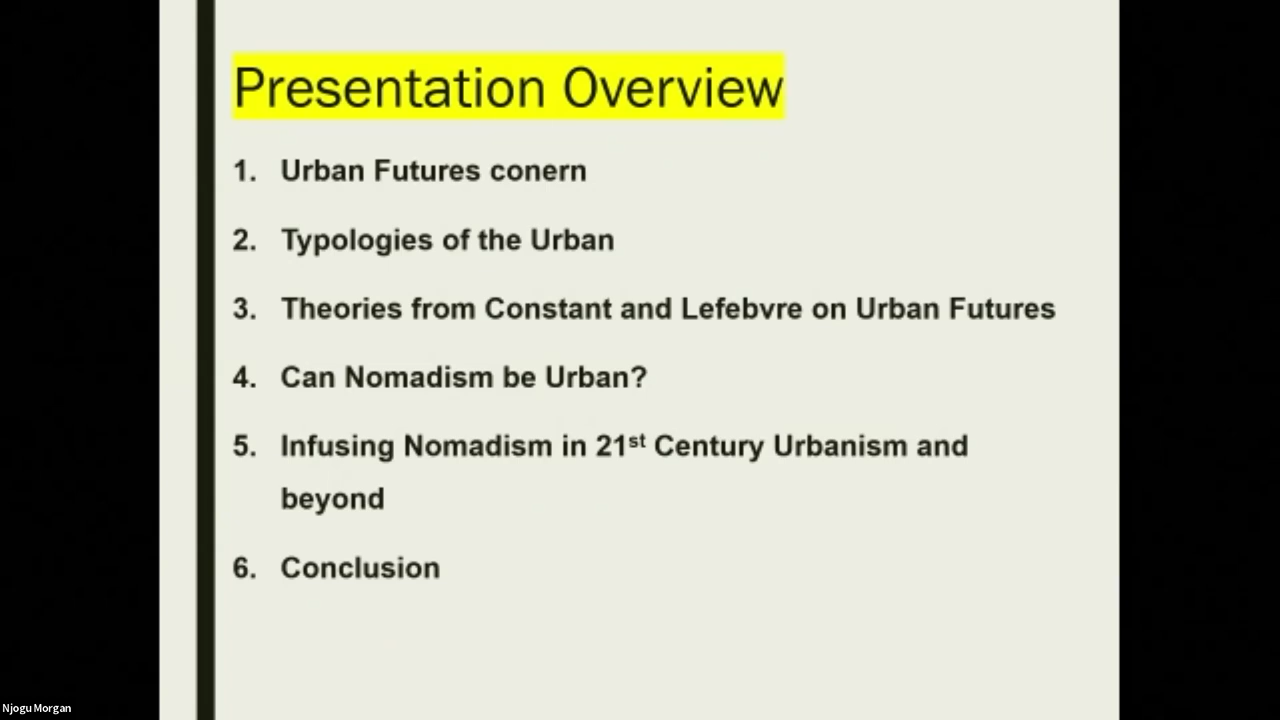 Presentation Overview
1. Urban Futures conern
2. Typologies of the Urban
3. Theories from Constant and Lefebvre on Urban Futures
4. Can Nomadism be Urban?
5. Infusing Nomadism in 21st Century Urbanism and
beyond
6. Conclusion
Njogu Morgan